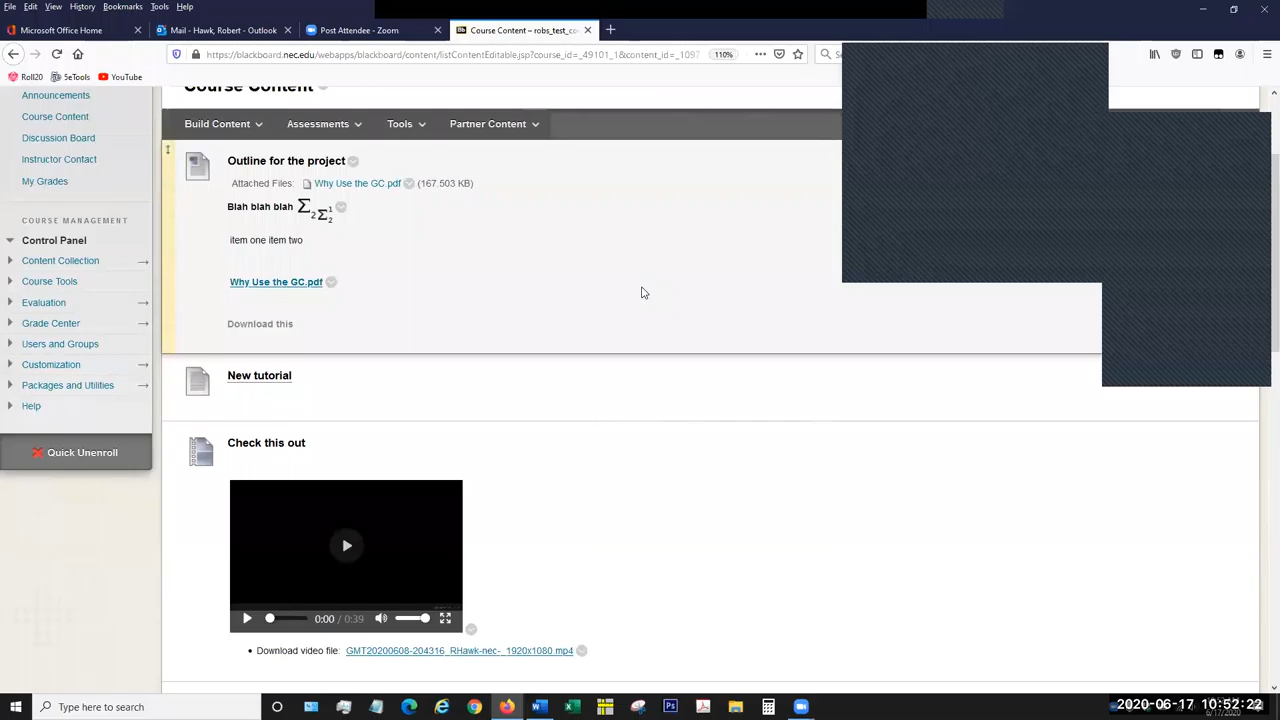 File Edit View History Bookmarks Tools Help
Microsoft Office Home
Mail - Hawk, Robert - Outlook
Post Attendee - Zoom
Course Content – robs_test_co
https://blackboard.nec.edu/webapps/blackboard/content/listContentEditable.jsp?course_id=_49101_1&content_id=_1097
110%
Roll20 5eTools YouTube
Course Content
Announcements
Course Content
Discussion Board
Instructor Contact
My Grades
COURSE MANAGEMENT
Control Panel
Content Collection
Course Tools
Evaluation
Grade Center
Users and Groups
Customization
Packages and Utilities
Help
Quick Unenroll
Build Content Assessments Tools Partner Content
Outline for the project
Attached Files: Why Use the GC.pdf (167.503 KB)
Blah blah blah ∑2∑12
item one item two
Why Use the GC.pdf
Download this
New tutorial
Check this out
0:00 / 0:39
Download video file: GMT20200608-204316_RHawk-nec-_1920x1080.mp4
Type here to search
2020-06-17 10:52:22